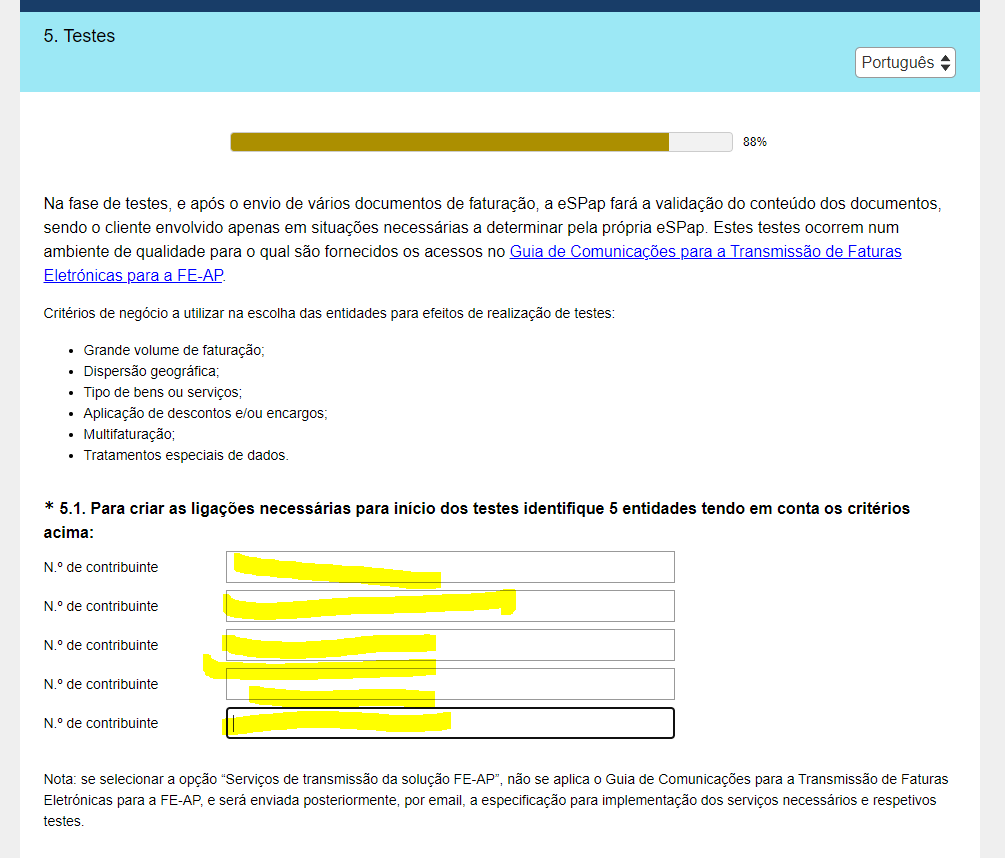 5. Testes
Português
88%
Na fase de testes, e após o envio de vários documentos de faturação, a eSPap fará a validação do conteúdo dos documentos,
sendo o cliente envolvido apenas em situações necessárias a determinar pela própria eSPap. Estes testes ocorrem num
ambiente de qualidade para o qual são fornecidos os acessos no Guia de Comunicações para a Transmissão de Faturas
Eletrónicas para a FE-AP.
Critérios de negócio a utilizar na escolha das entidades para efeitos de realização de testes:
• Grande volume de faturação;
• Dispersão geográfica;
• Tipo de bens ou serviços;
• Aplicação de descontos e/ou encargos;
• Multifaturação;
• Tratamentos especiais de dados.
* 5.1. Para criar as ligações necessárias para início dos testes identifique 5 entidades tendo em conta os critérios
acima:
N.º de contribuinte
N.º de contribuinte
N.º de contribuinte
N.º de contribuinte
N.º de contribuinte
Nota: se selecionar a opção “Serviços de transmissão da solução FE-AP”, não se aplica o Guia de Comunicações para a Transmissão de Faturas
Eletrónicas para a FE-AP, e será enviada posteriormente, por email, a especificação para implementação dos serviços necessários e respetivos
testes.